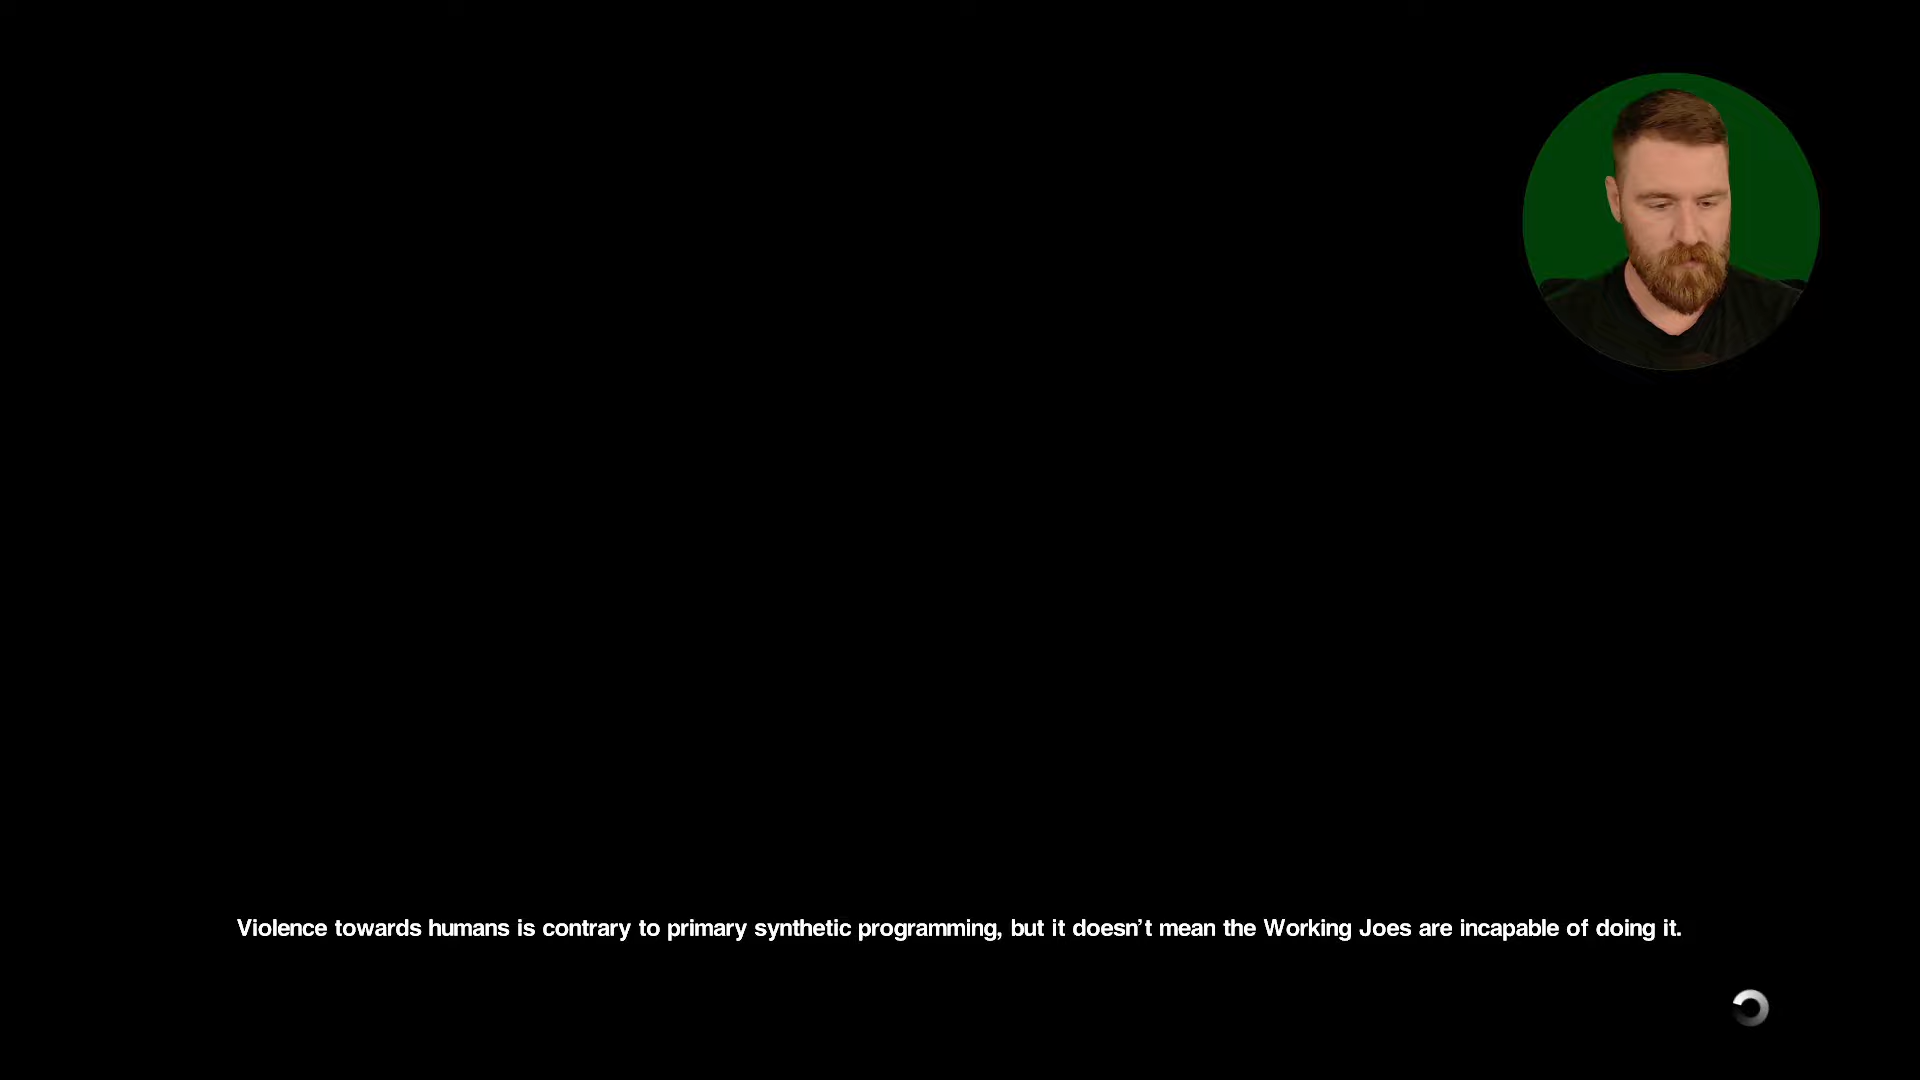 Violence towards humans is contrary to primary synthetic programming, but it doesn’t mean the Working Joes are incapable of doing it.